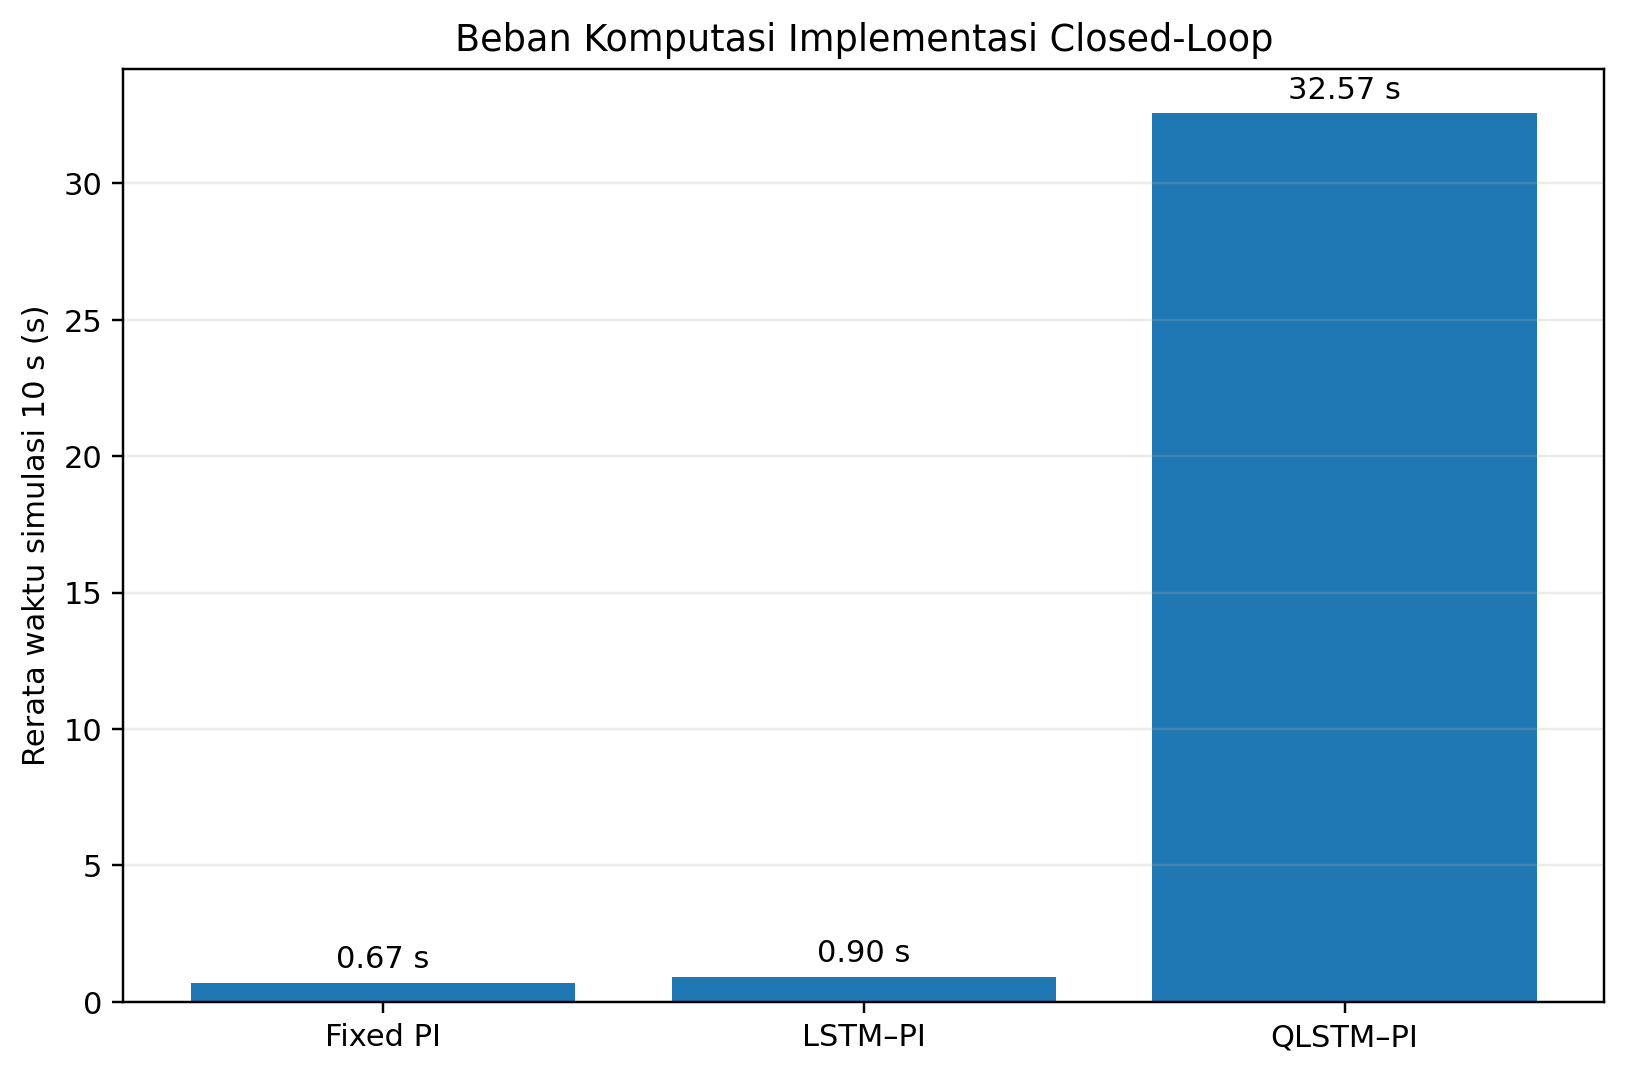 Beban Komputasi Implementasi Closed-Loop
Rerata waktu simulasi 10 s (s)
30
25
20
15
10
5
0
0.67 s
0.90 s
32.57 s
Fixed PI
LSTM–PI
QLSTM–PI